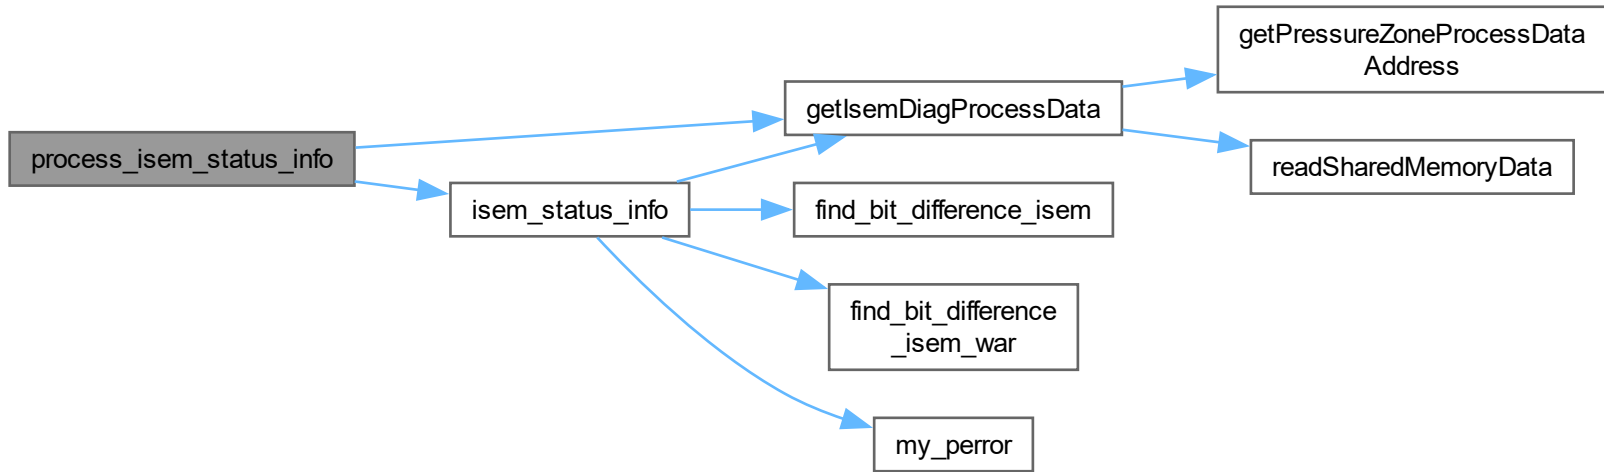 process_isem_status_info
isem_status_info
getIsemDiagProcessData
find_bit_difference_isem
find_bit_difference
_isem_war
my_perror
getPressureZoneProcessData
Address
readSharedMemoryData